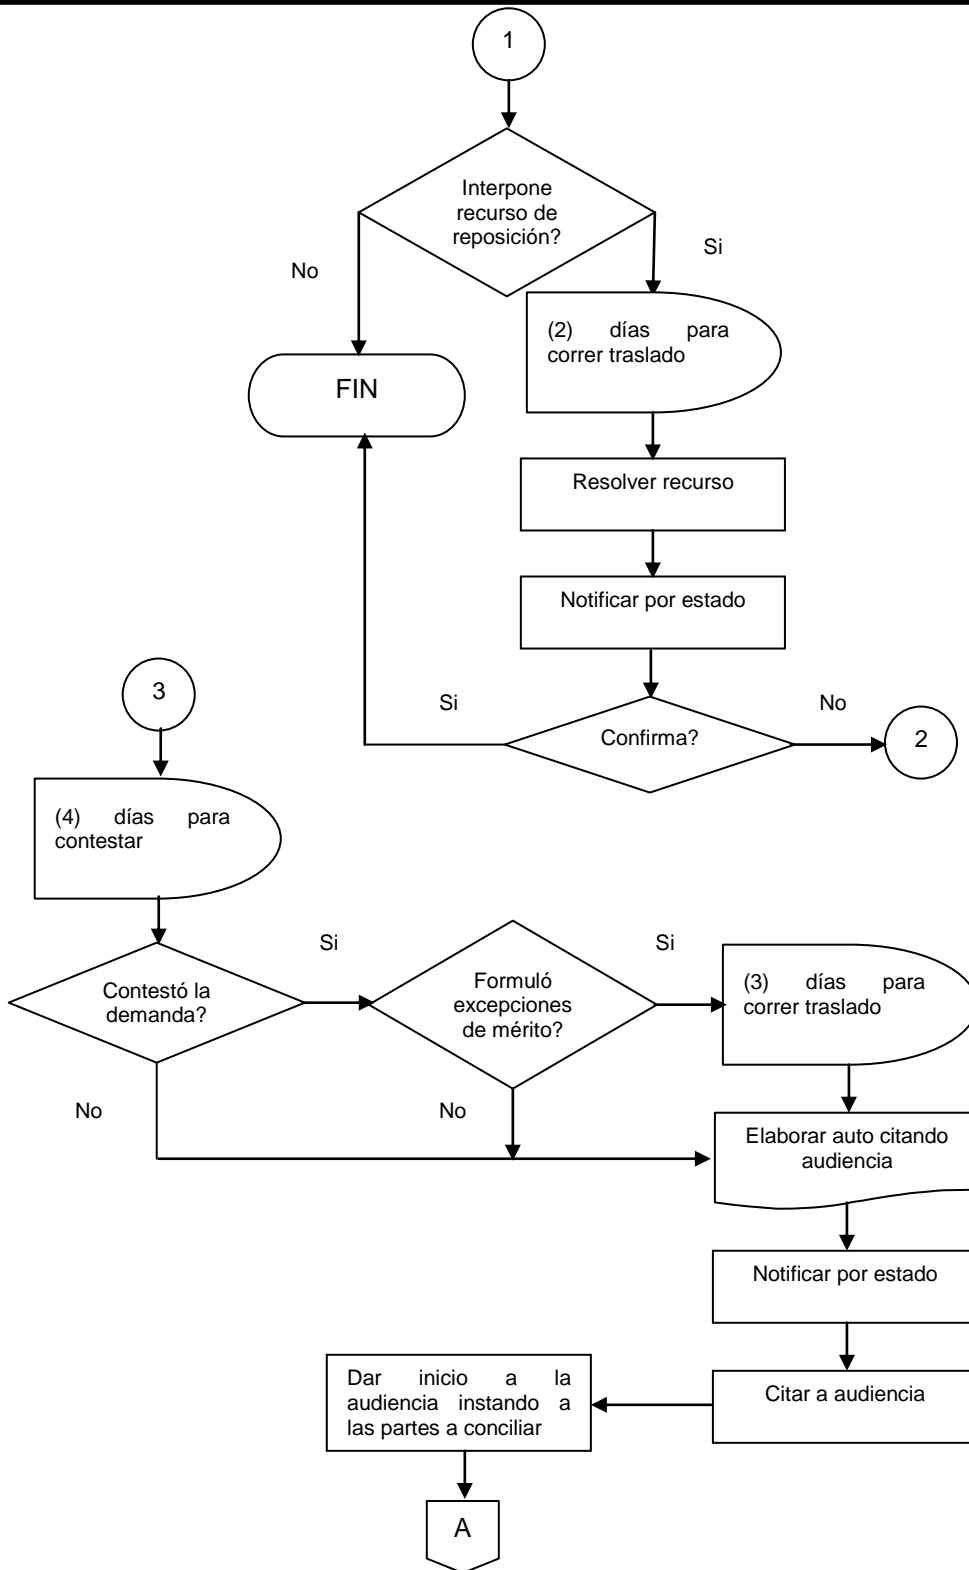 1
Interpone
recurso de
reposición?
No
Si
(2) días para
correr traslado
FIN
Resolver recurso
Notificar por estado
3
Si
Confirma?
No
2
(4) días para
contestar
Contestó la
demanda?
Si
Formuló
excepciones
de mérito?
Si
(3) días para
correr traslado
No
No
Elaborar auto citando
audiencia
Notificar por estado
Citar a audiencia
Dar inicio a la
audiencia instando a
las partes a conciliar
A